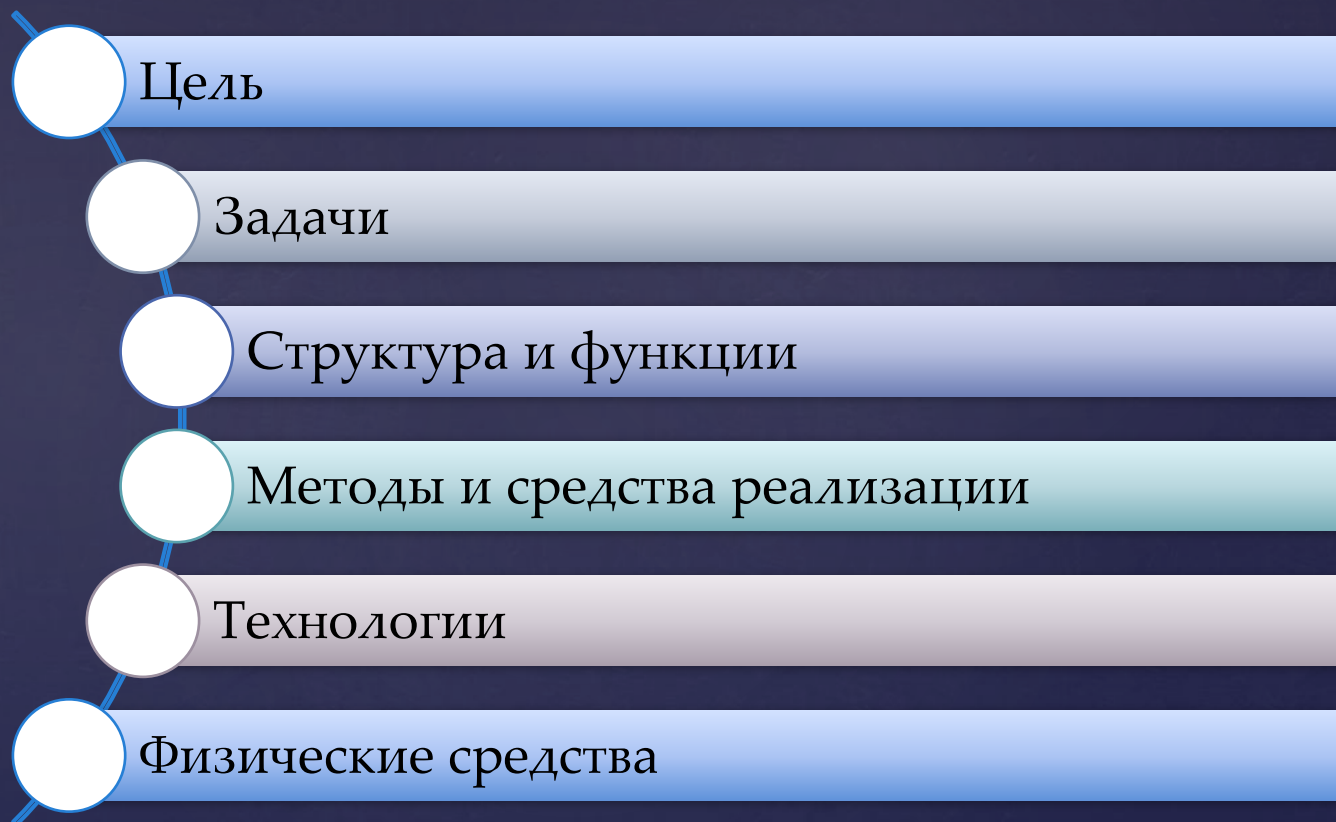 Цель
Задачи
Структура и функции
Методы и средства реализации
Технологии
Физические средства